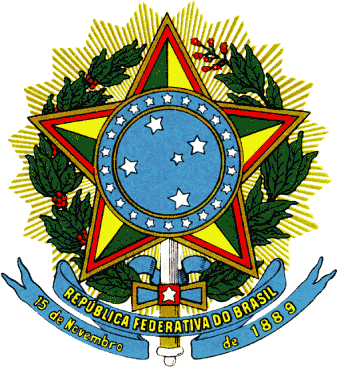 REPÚBLICA FEDERATIVA DO BRASIL
15 de Novembro
de 1889